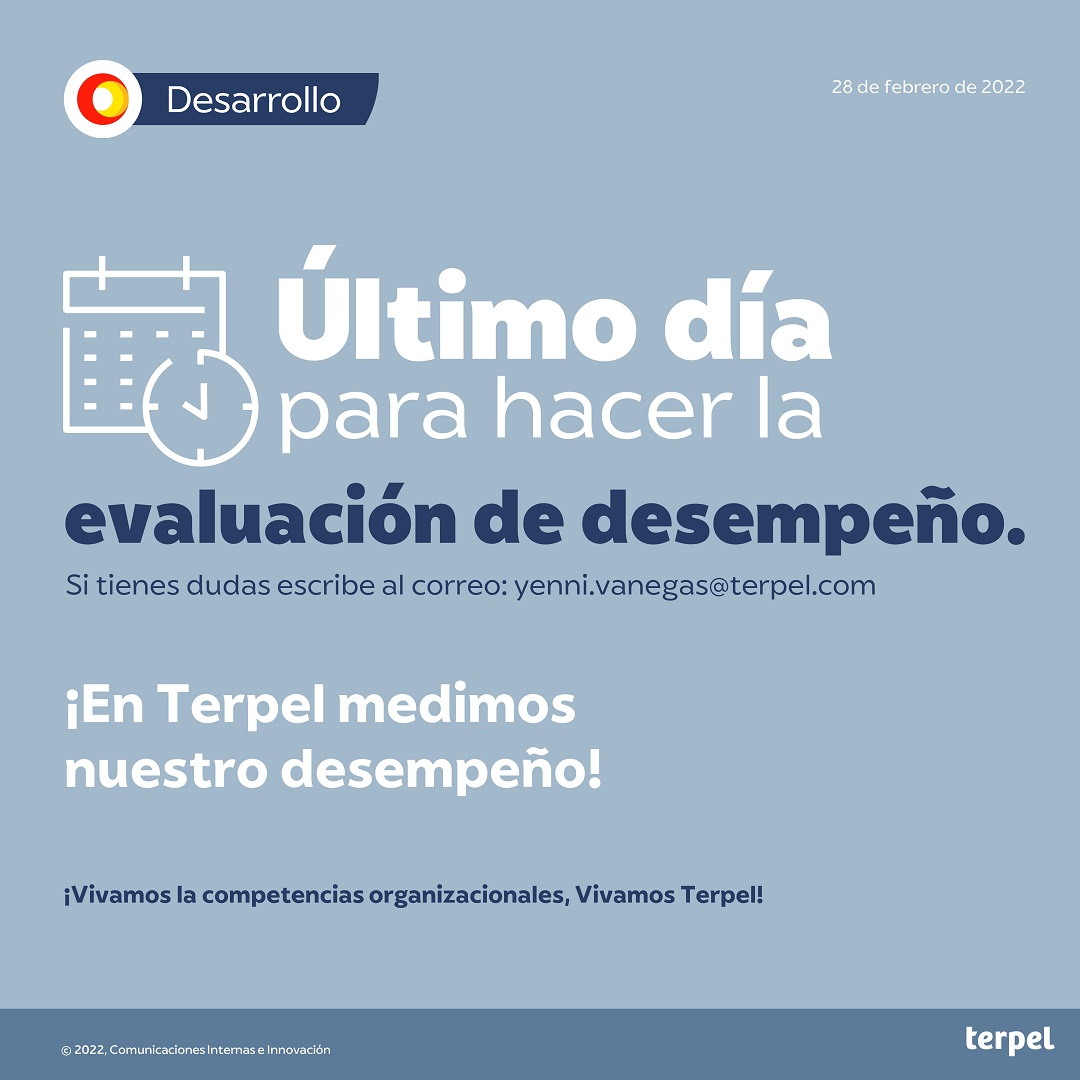 Desarrollo
28 de febrero de 2022
Último día
para hacer la
evaluación de desempeño.
Si tienes dudas escribe al correo: yenni.vanegas@terpel.com
¡En Terpel medimos
nuestro desempeño!
¡Vivamos la competencias organizacionales, Vivamos Terpel!
© 2022, Comunicaciones Internas e Innovación
terpel